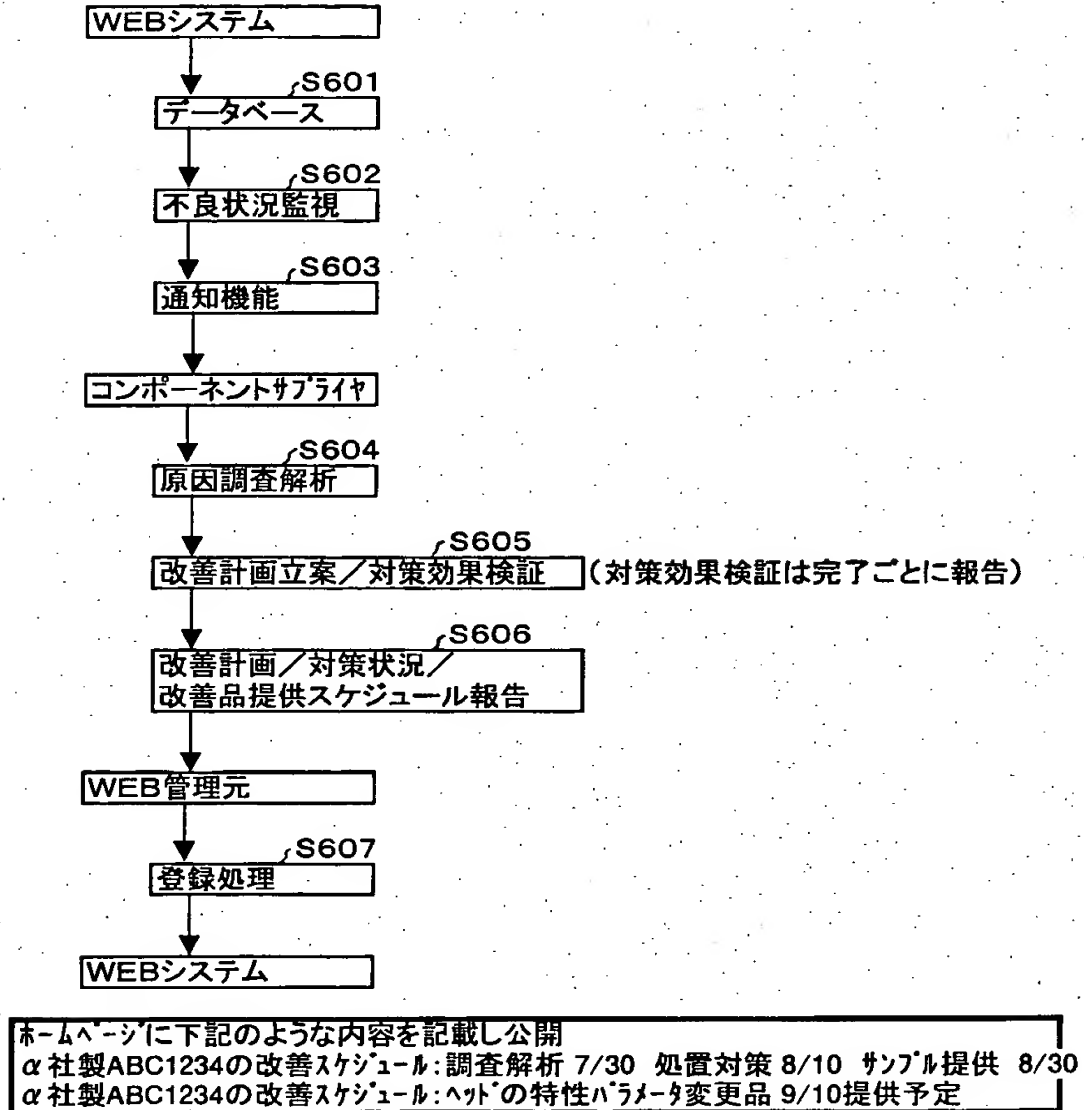 WEBシステム
S601
データベース
S602
不良状況監視
S603
通知機能
コンポーネントサプライヤ
S604
原因調査解析
S605
改善計画立案/対策効果検証 (対策効果検証は完了ごとに報告)
S606
改善計画/対策状況/
改善品提供スケジュール報告
WEB管理元
S607
登録処理
WEBシステム
ホームページに下記のような内容を記載し公開
α社製ABC1234の改善スケジュール:調査解析 7/30 処置対策 8/10 サンプル提供 8/30
α社製ABC1234の改善スケジュール:ヘッドの特性パラメータ変更品 9/10提供予定